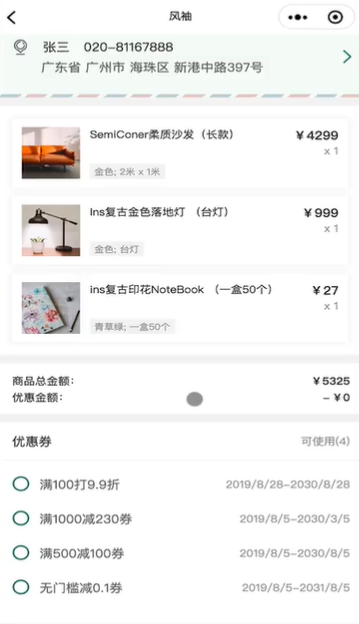 风袖
张三 020-81167888
广东省 广州市 海珠区 新港中路397号
SemiConer柔质沙发（长款） ￥4299
x 1
金色; 2米 x 1米
Ins复古金色落地灯 （台灯） ￥999
x 1
金色; 台灯
ins复古印花NoteBook （一盒50个） ￥27
x 1
青草绿; 一盒50个
商品总金额： ￥5325
优惠金额： - ￥0
优惠券 可使用(4)
满100打9.9折 2019/8/28-2030/8/28
满1000减230券 2019/8/5-2030/3/5
满500减100券 2019/8/5-2030/8/5
无门槛减0.1券 2019/8/5-2031/8/5